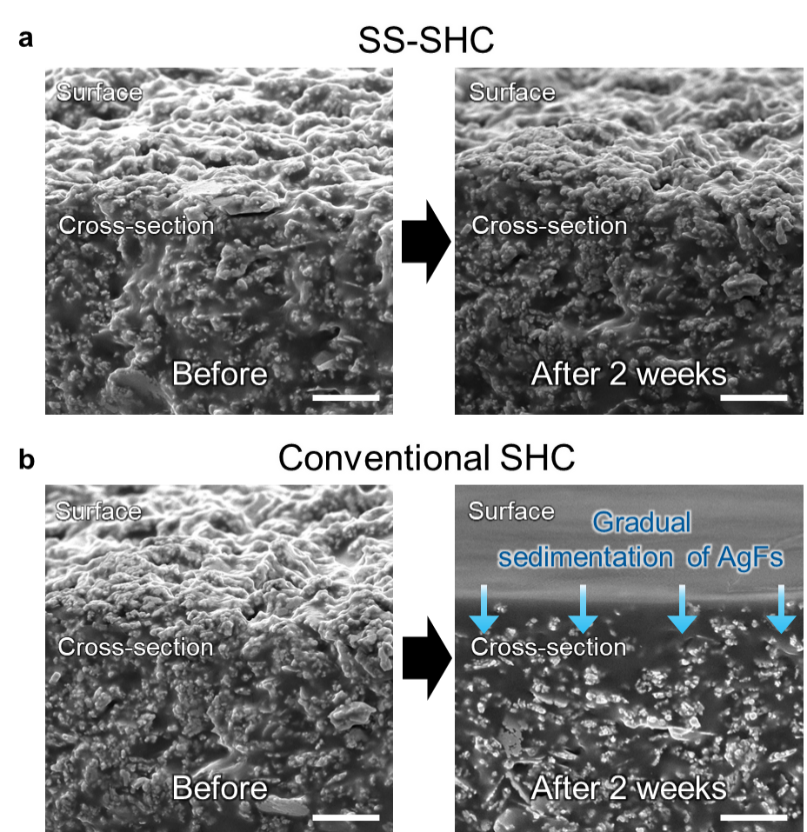 a
SS-SHC
Surface
Surface
Cross-section
Cross-section
Before
After 2 weeks
b
Conventional SHC
Surface
Surface
Gradual
sedimentation of AgFs
Cross-section
Cross-section
Before
After 2 weeks